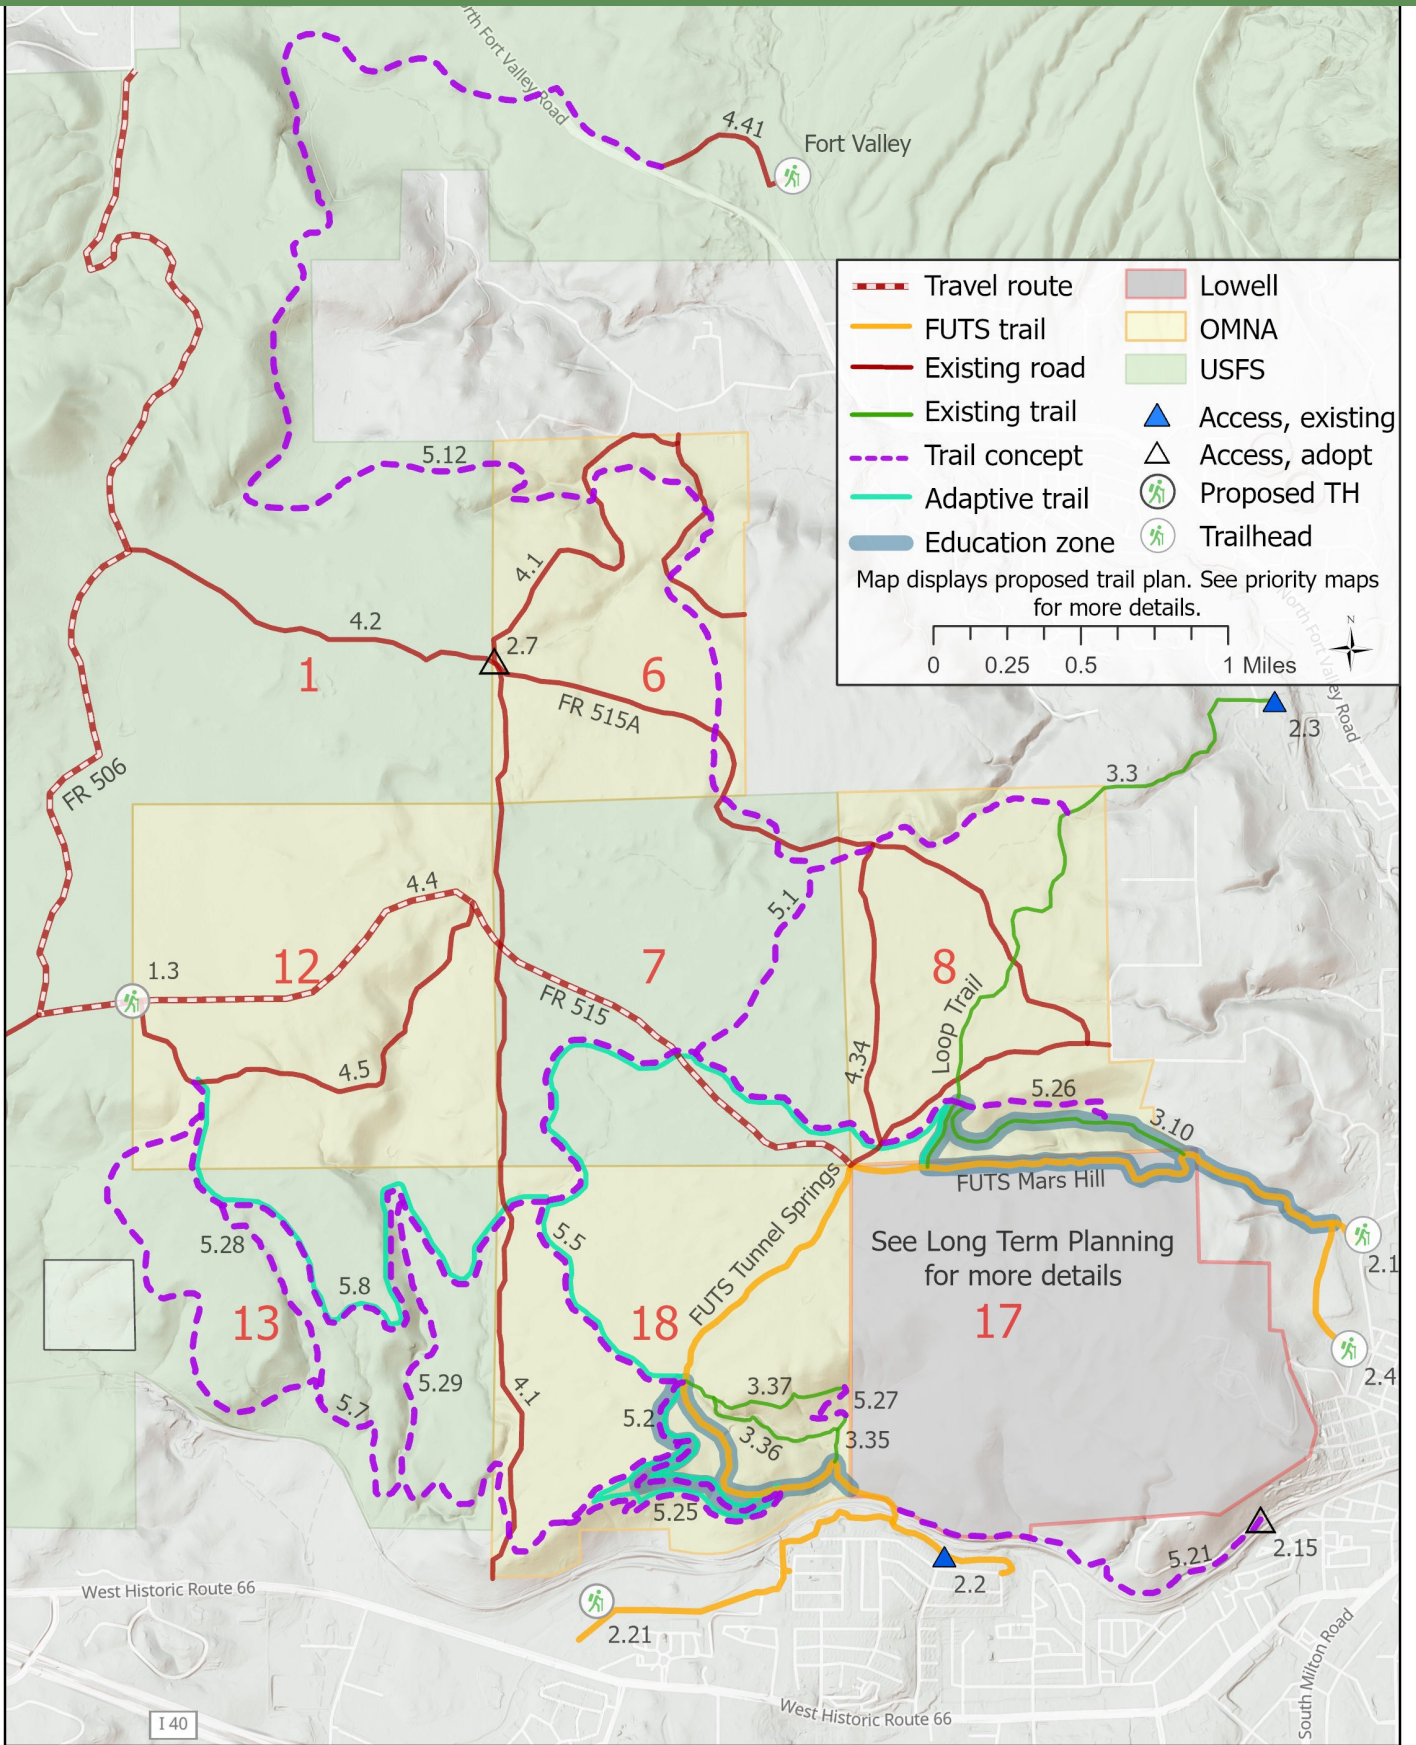 North Fort Valley Road
4.41
Fort Valley
Travel route
FUTS trail
Existing road
Existing trail
Trail concept
Adaptive trail
Education zone
Lowell
OMNA
USFS
Access, existing
Access, adopt
Proposed TH
Trailhead
Map displays proposed trail plan. See priority maps
for more details.
0 0.25 0.5 1 Miles
N
North Fort Valley Road
5.12
4.1
4.2
2.7
1
6
FR 515A
2.3
FR 506
3.3
4.4
5.1
1.3
12
7
8
FR 515
Loop Trail
4.5
4.34
5.26
3.10
FUTS Mars Hill
FUTS Tunnel Springs
5.28
5.5
See Long Term Planning
for more details
2.1
5.8
13
18
17
2.4
5.7
5.29
4.1
3.37
5.27
5.2
3.36
3.35
5.25
5.21
2.15
2.2
West Historic Route 66
2.21
South Milton Road
I 40
West Historic Route 66